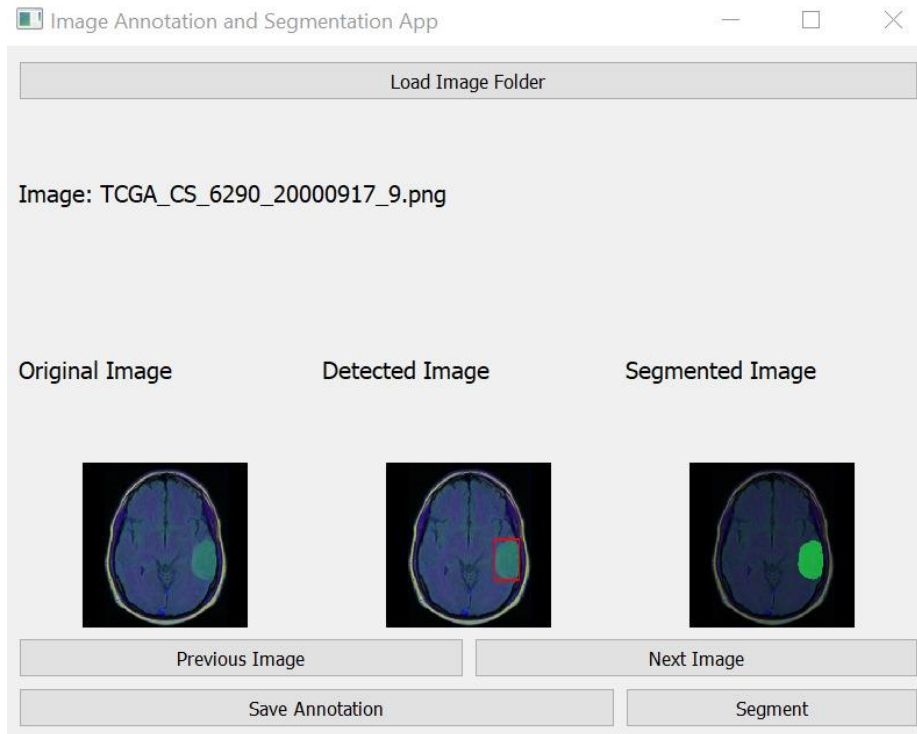 Image Annotation and Segmentation App
Load Image Folder
Image: TCGA_CS_6290_20000917_9.png
Original Image
Detected Image
Segmented Image
Previous Image
Next Image
Save Annotation
Segment